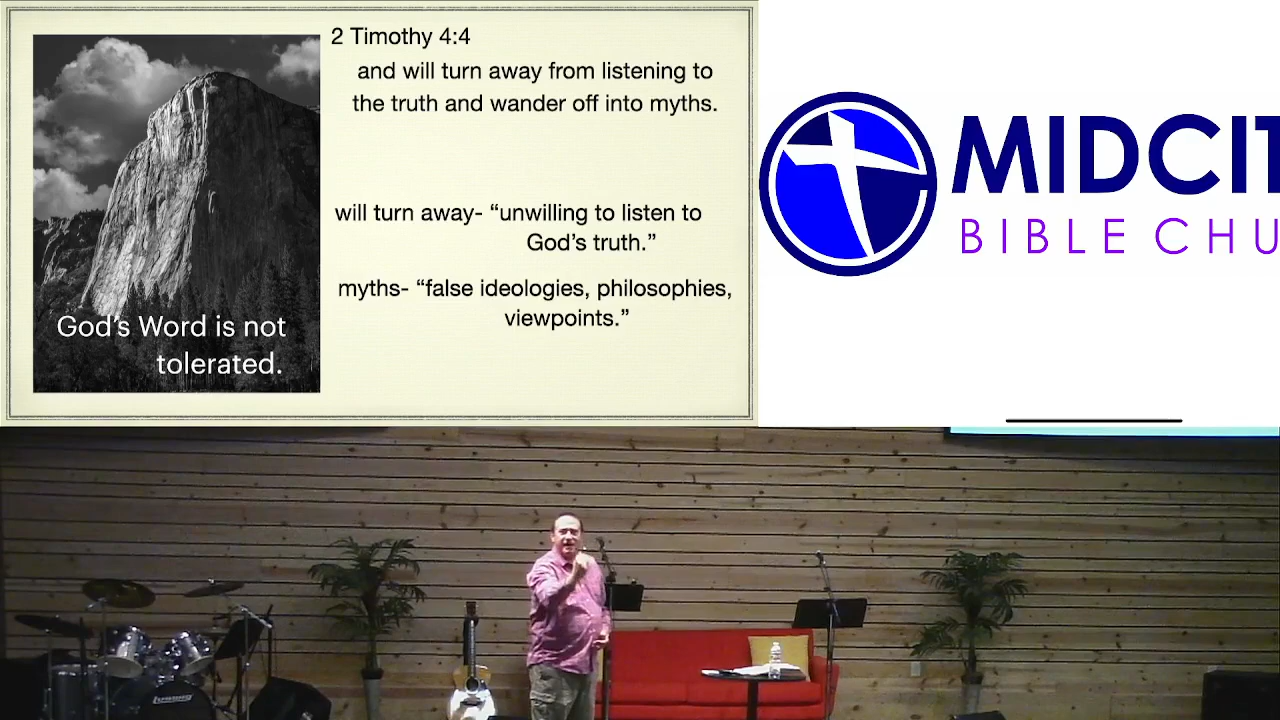 2 Timothy 4:4
and will turn away from listening to
the truth and wander off into myths.
will turn away- “unwilling to listen to
God’s truth.”
myths- “false ideologies, philosophies,
viewpoints.”
God’s Word is not
tolerated.
MIDCIT
BIBLE CHU
LUDWIG